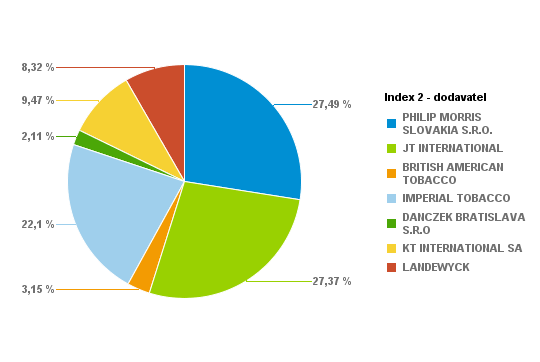 8,32 %
9,47 %
2,11 %
22,1 %
3,15 %
27,49 %
27,37 %
Index 2 - dodavatel
PHILIP MORRIS
SLOVAKIA S.R.O.
JT INTERNATIONAL
BRITISH AMERICAN
TOBACCO
IMPERIAL TOBACCO
DANCZEK BRATISLAVA
S.R.O
KT INTERNATIONAL SA
LANDEWYCK